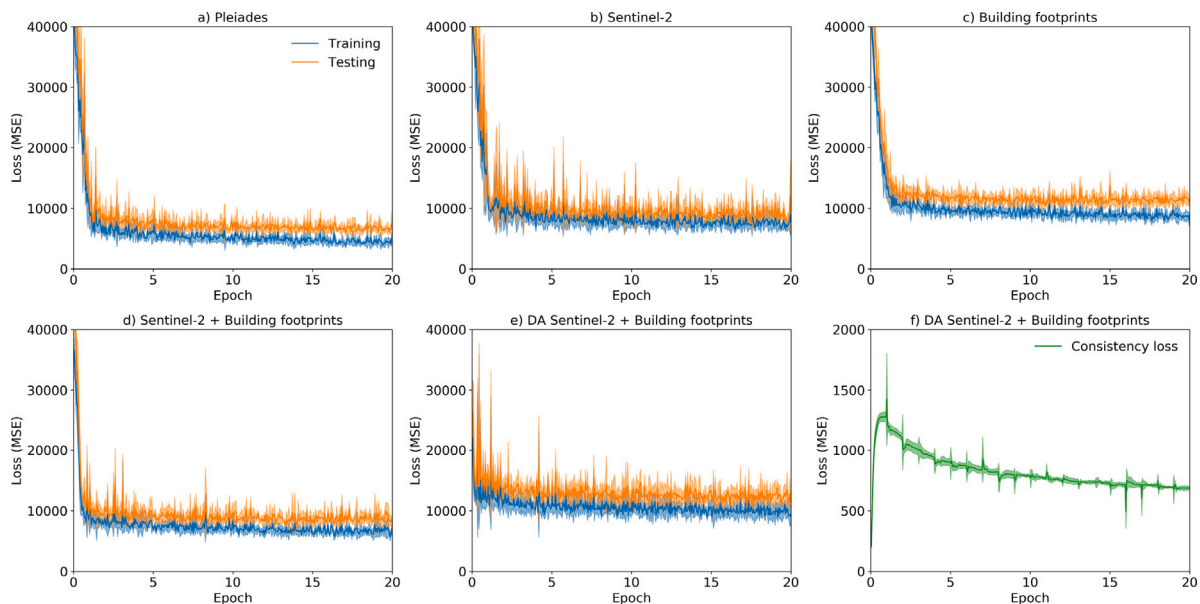 a) Pleiades
40000
30000
20000
10000
0
Loss (MSE)
Training
Testing
0 5 10 15 20
Epoch
b) Sentinel-2
40000
30000
20000
10000
0
Loss (MSE)
0 5 10 15 20
Epoch
c) Building footprints
40000
30000
20000
10000
0
Loss (MSE)
0 5 10 15 20
Epoch
d) Sentinel-2 + Building footprints
40000
30000
20000
10000
0
Loss (MSE)
0 5 10 15 20
Epoch
e) DA Sentinel-2 + Building footprints
40000
30000
20000
10000
0
Loss (MSE)
0 5 10 15 20
Epoch
f) DA Sentinel-2 + Building footprints
2000
1500
1000
500
0
Loss (MSE)
Consistency loss
0 5 10 15 20
Epoch